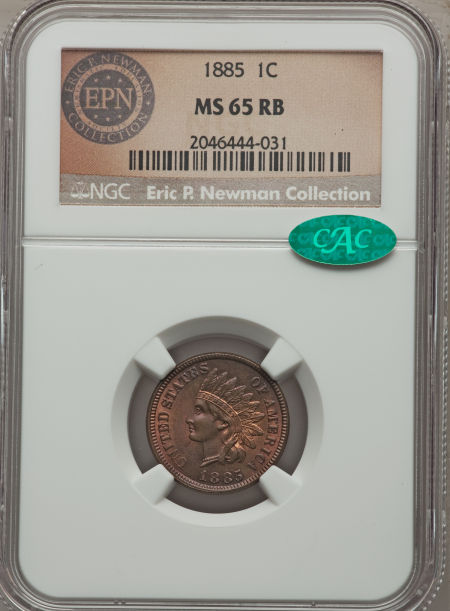 ERIC P. NEWMAN
EPN
COLLECTION
1885 1C
MS 65 RB
2046444-031
NGC Eric P. Newman Collection
CAC
UNITED STATES OF AMERICA
1885